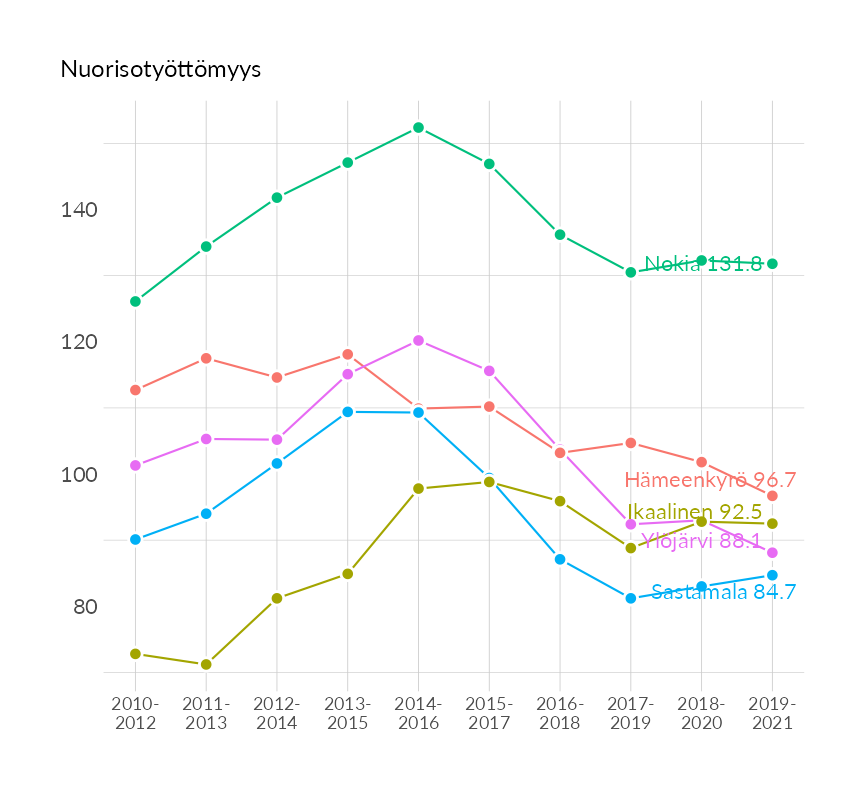 Nuorisotyöttömyys
140
120
100
80
Nokia 131.8
Hämeenkyrö 96.7
Ikaalinen 92.5
Ylöjärvi 88.1
Sastamala 84.7
2010- 2011- 2012- 2013- 2014- 2015- 2016- 2017- 2018- 2019-
2012 2013 2014 2015 2016 2017 2018 2019 2020 2021